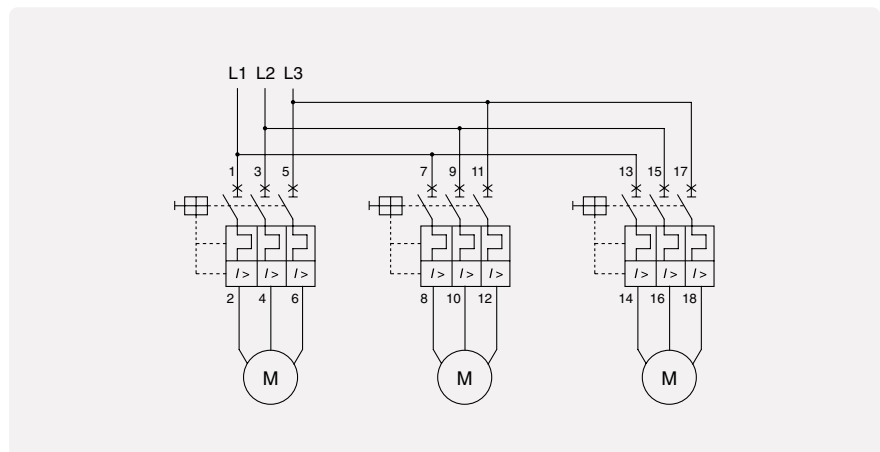 L1 L2 L3
1 3 5 7 9 11 13 15 17
I > I > I > I > I > I > I > I > I >
2 4 6 8 10 12 14 16 18
M M M